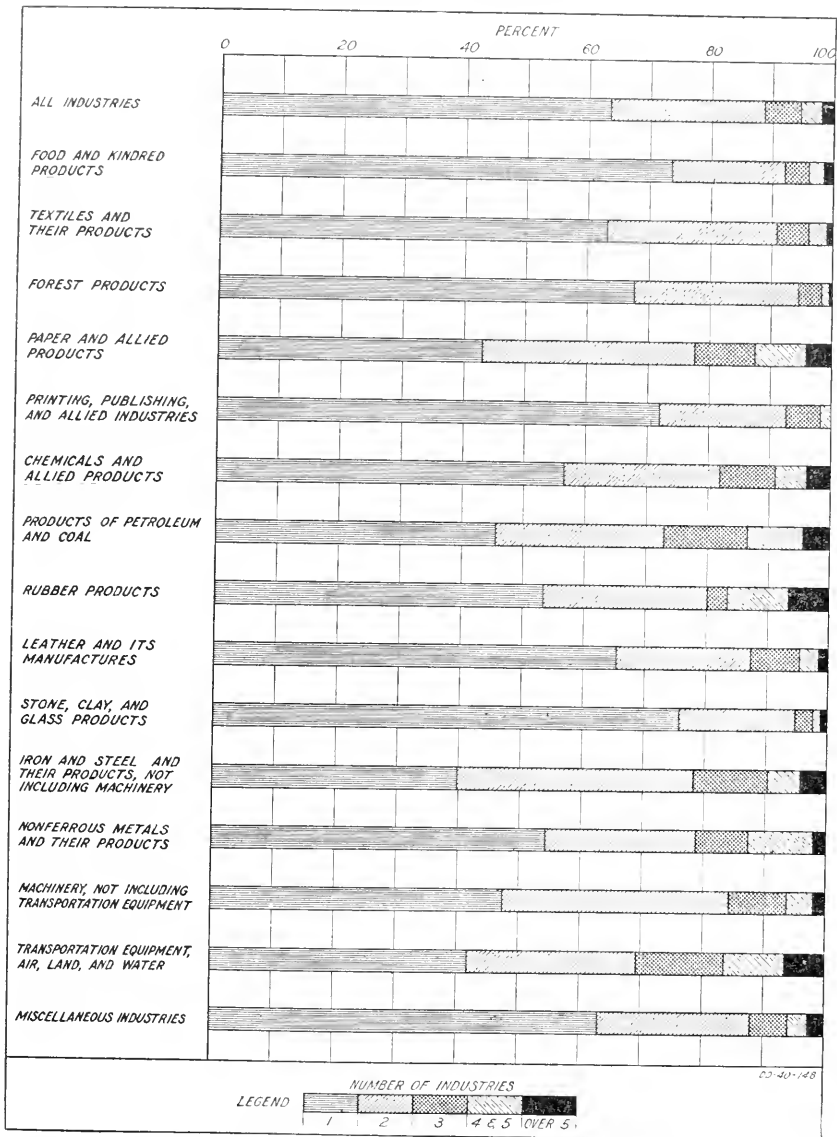 PERCENT
0 20 40 60 80 100
ALL INDUSTRIES
FOOD AND KINDRED
PRODUCTS
TEXTILES AND
THEIR PRODUCTS
FOREST PRODUCTS
PAPER AND ALLIED
PRODUCTS
PRINTING, PUBLISHING,
AND ALLIED INDUSTRIES
CHEMICALS AND
ALLIED PRODUCTS
PRODUCTS OF PETROLEUM
AND COAL
RUBBER PRODUCTS
LEATHER AND ITS
MANUFACTURES
STONE, CLAY, AND
GLASS PRODUCTS
IRON AND STEEL AND
THEIR PRODUCTS, NOT
INCLUDING MACHINERY
NONFERROUS METALS
AND THEIR PRODUCTS
MACHINERY, NOT INCLUDING
TRANSPORTATION EQUIPMENT
TRANSPORTATION EQUIPMENT,
AIR, LAND, AND WATER
MISCELLANEOUS INDUSTRIES
NUMBER OF INDUSTRIES
LEGEND
1 2 3 4 & 5 OVER 5